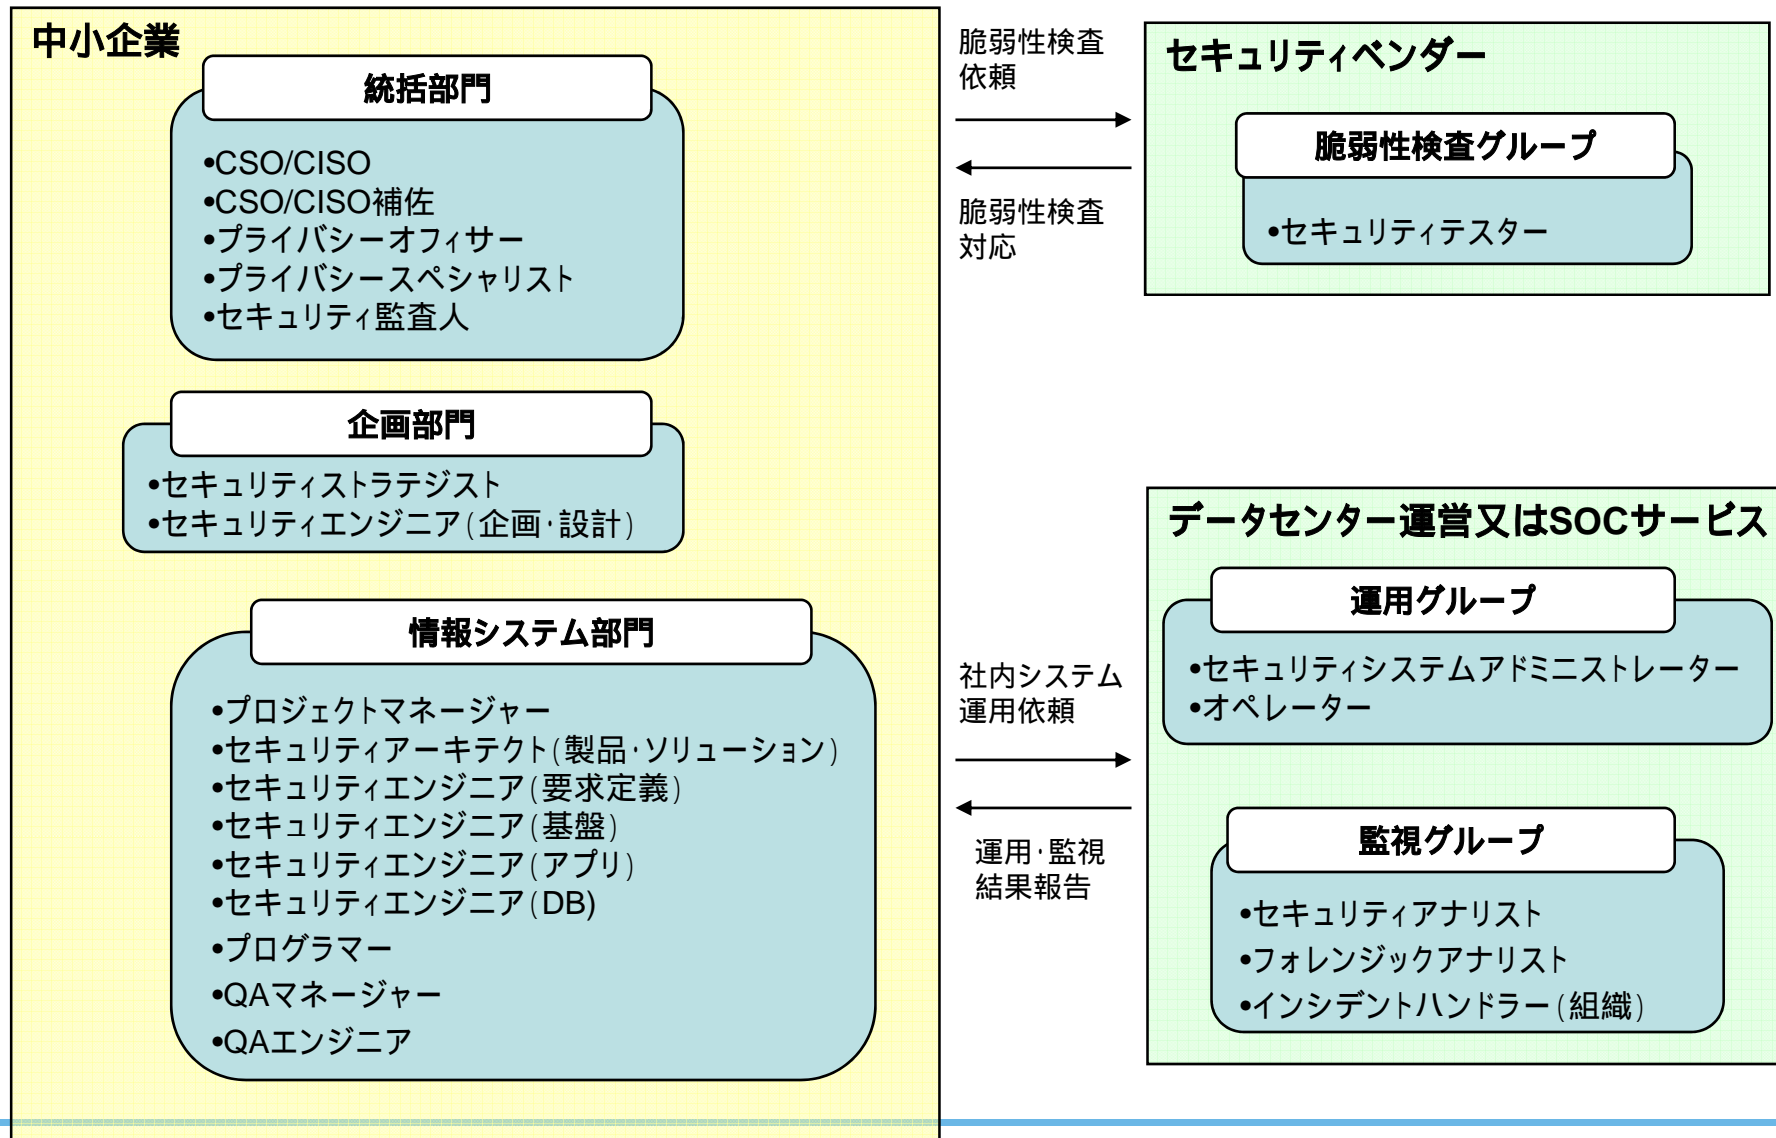 中小企業
統括部門
•CSO/CISO
•CSO/CISO補佐
•プライバシーオフィサー
•プライバシースペシャリスト
•セキュリティ監査人
企画部門
•セキュリティストラテジスト
•セキュリティエンジニア(企画・設計)
情報システム部門
•プロジェクトマネージャー
•セキュリティアーキテクト(製品・ソリューション)
•セキュリティエンジニア(要求定義)
•セキュリティエンジニア(基盤)
•セキュリティエンジニア(アプリ)
•セキュリティエンジニア(DB)
•プログラマー
•QAマネージャー
•QAエンジニア
脆弱性検査
依頼
脆弱性検査
対応
セキュリティベンダー
脆弱性検査グループ
•セキュリティテスター
社内システム
運用依頼
運用・監視
結果報告
データセンター運営又はSOCサービス
運用グループ
•セキュリティシステムアドミニストレーター
•オペレーター
監視グループ
•セキュリティアナリスト
•フォレンジックアナリスト
•インシデントハンドラー(組織)